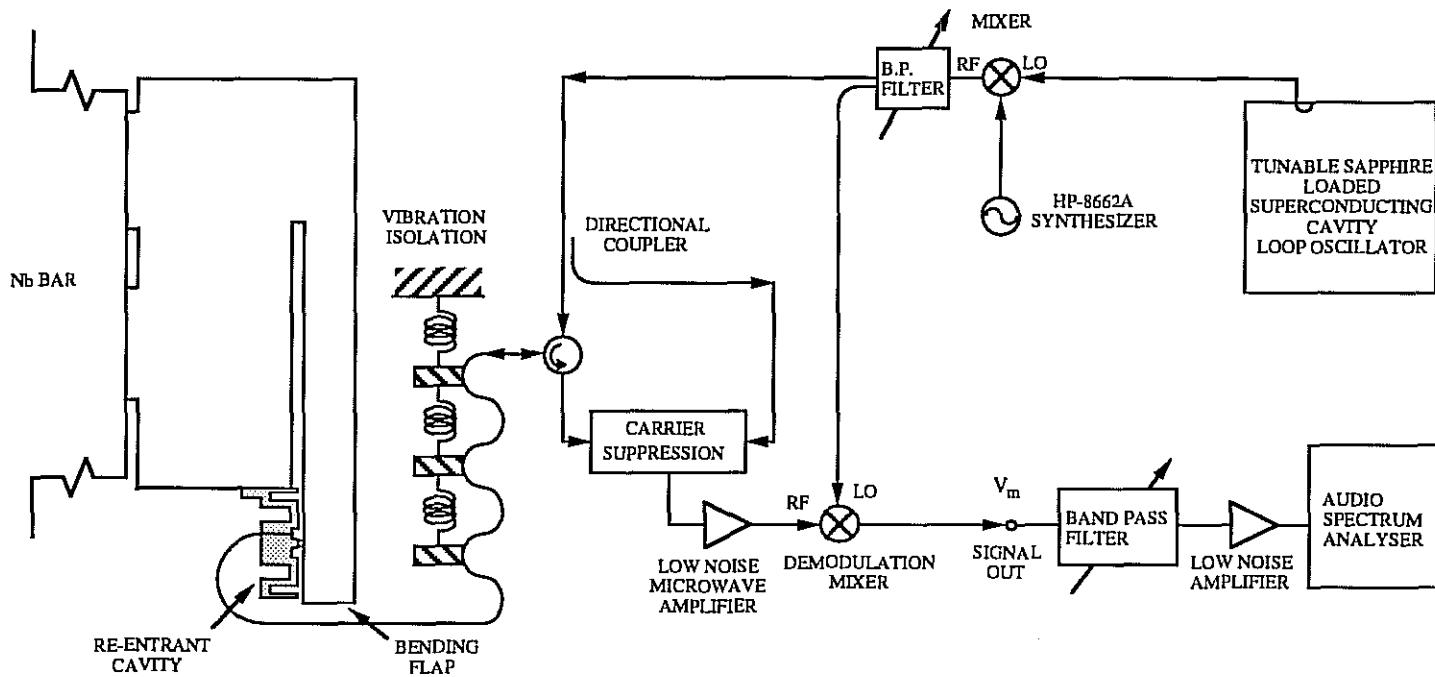 MIXER
B.P.
FILTER
RF
LO
TUNABLE SAPPHIRE
LOADED
SUPERCONDUCTING
CAVITY
LOOP OSCILLATOR
HP-8662A
SYNTHESIZER
VIBRATION
ISOLATION
DIRECTIONAL
COUPLER
Nb BAR
CARRIER
SUPPRESSION
RF
LO
LOW NOISE
MICROWAVE
AMPLIFIER
DEMODULATION
MIXER
Vm
SIGNAL
OUT
BAND PASS
FILTER
LOW NOISE
AMPLIFIER
AUDIO
SPECTRUM
ANALYSER
RE-ENTRANT
CAVITY
BENDING
FLAP